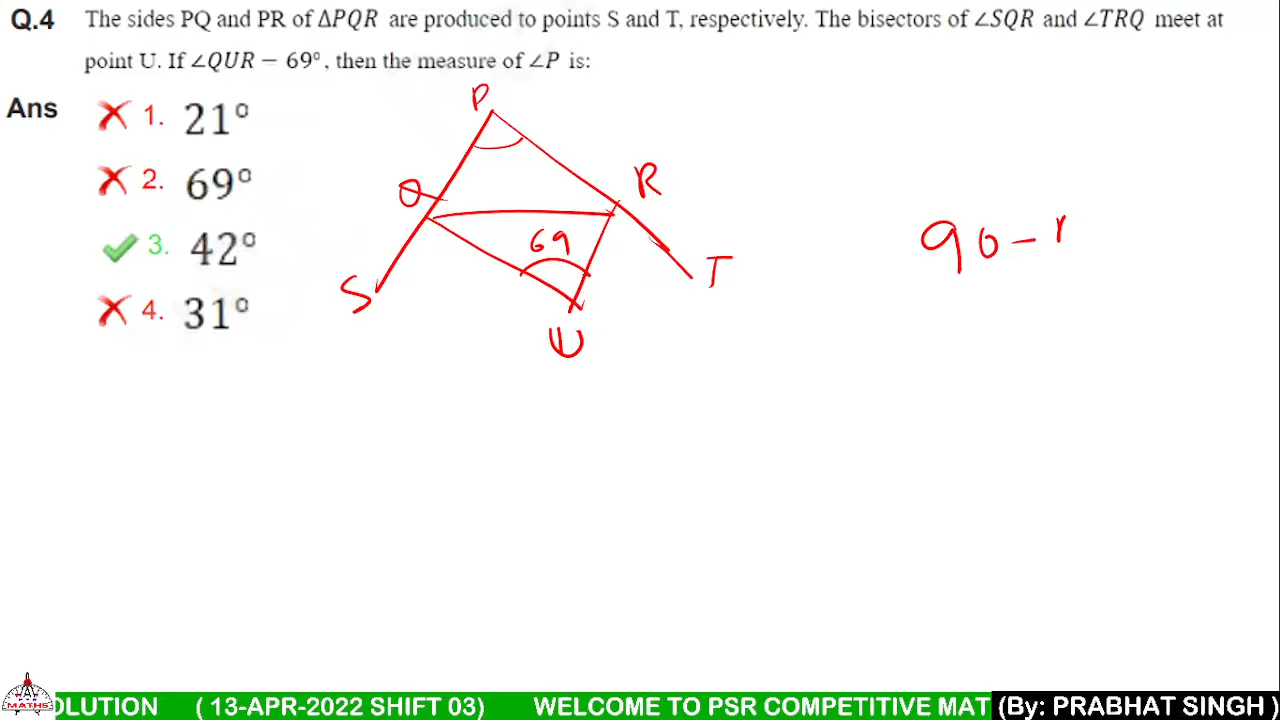 Q.4 The sides PQ and PR of ΔPQR are produced to points S and T, respectively. The bisectors of ∠SQR and ∠TRQ meet at
point U. If ∠QUR − 69°, then the measure of ∠P is:
Ans
1. 21°
2. 69°
3. 42°
4. 31°
P
Q
R
69
S
T
U
90 -
MATHS
OLUTION ( 13-APR-2022 SHIFT 03) WELCOME TO PSR COMPETITIVE MAT (By: PRABHAT SINGH )